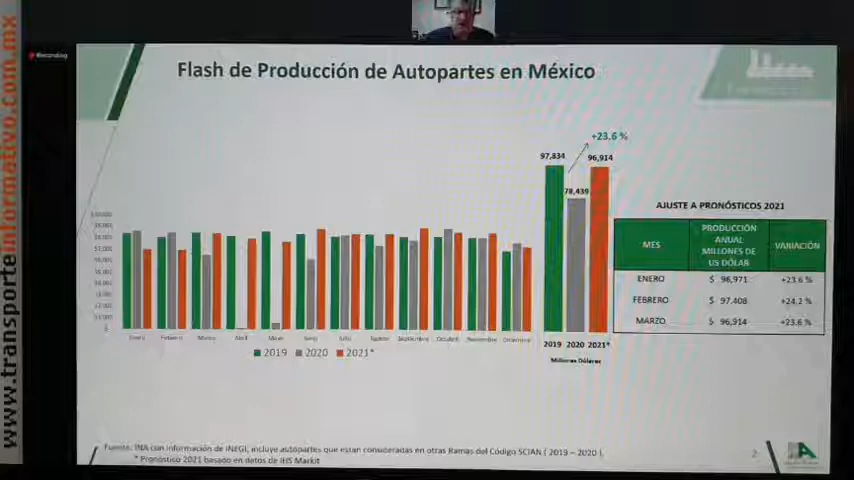 www.transporteinformativo.com.mx
Recording
Flash de Producción de Autopartes en México
+23.6 %
97,834
78,439
96,914
AJUSTE A PRONÓSTICOS 2021
MES
PRODUCCIÓN ANUAL MILLONES DE US DÓLAR
VARIACIÓN
ENERO $ 96,971 +23.6 %
FEBRERO $ 97,408 +24.2 %
MARZO $ 96,914 +23.6 %
Enero Febrero Marzo Abril Mayo Junio Julio Agosto Septiembre Octubre Noviembre Diciembre
2019 2020 2021*
Millones Dólares
2019 2020 2021*
Fuente: INA con información de INEGI, incluye autopartes que están consideradas en otras Ramas del Código SCIAN ( 2019 – 2020 ).
* Pronóstico 2021 basado en datos de IHS Markit
2